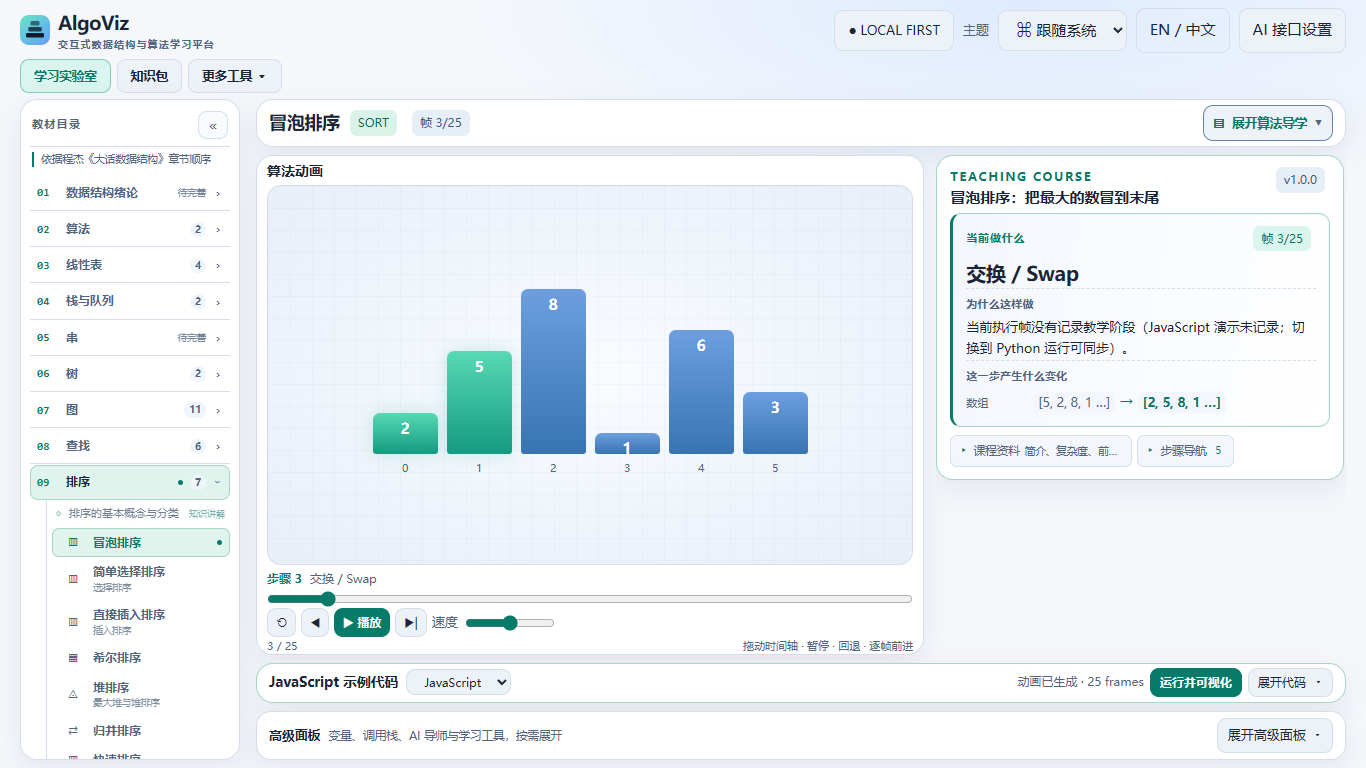 AlgoViz
交互式数据结构与算法学习平台
● LOCAL FIRST
主题
⌘ 跟随系统
EN / 中文
AI 接口设置
学习实验室
知识包
更多工具
教材目录
«
依据程杰《大话数据结构》章节顺序
01 数据结构绪论 待完善 ›
02 算法 2 ›
03 线性表 4 ›
04 栈与队列 2 ›
05 串 待完善 ›
06 树 2 ›
07 图 11 ›
08 查找 6 ›
09 排序 7
排序的基本概念与分类 知识讲解
冒泡排序
简单选择排序
选择排序
直接插入排序
插入排序
希尔排序
堆排序
最大堆与堆排序
归并排序
冒泡排序 SORT 帧 3/25
展开算法导学
算法动画
2 5 8 1 6 3
0 1 2 3 4 5
步骤 3 交换 / Swap
播放
速度
3 / 25
拖动时间轴 · 暂停 · 回退 · 逐帧前进
TEACHING COURSE
v1.0.0
冒泡排序：把最大的数冒到末尾
当前做什么
帧 3/25
交换 / Swap
为什么这样做
当前执行帧没有记录教学阶段（JavaScript 演示未记录；切
换到 Python 运行可同步）。
这一步产生什么变化
数组 [5, 2, 8, 1 …] → [2, 5, 8, 1 …]
课程资料 简介、复杂度、前…
步骤导航 5
JavaScript 示例代码
JavaScript
动画已生成 · 25 frames
运行并可视化
展开代码
高级面板 变量、调用栈、AI 导师与学习工具，按需展开
展开高级面板